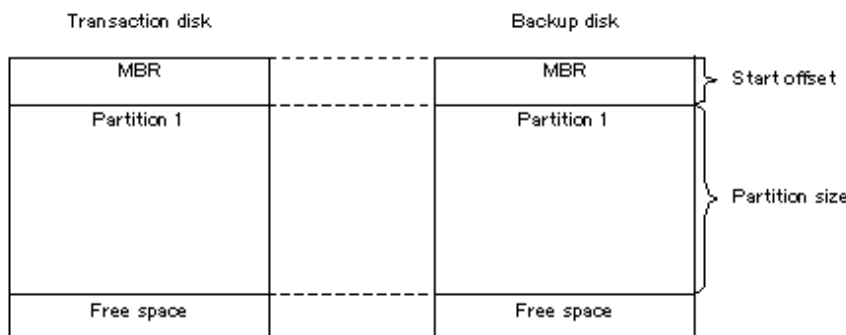 Transaction disk
Backup disk
MBR
MBR
Start offset
Partition 1
Partition 1
Partition size
Free space
Free space